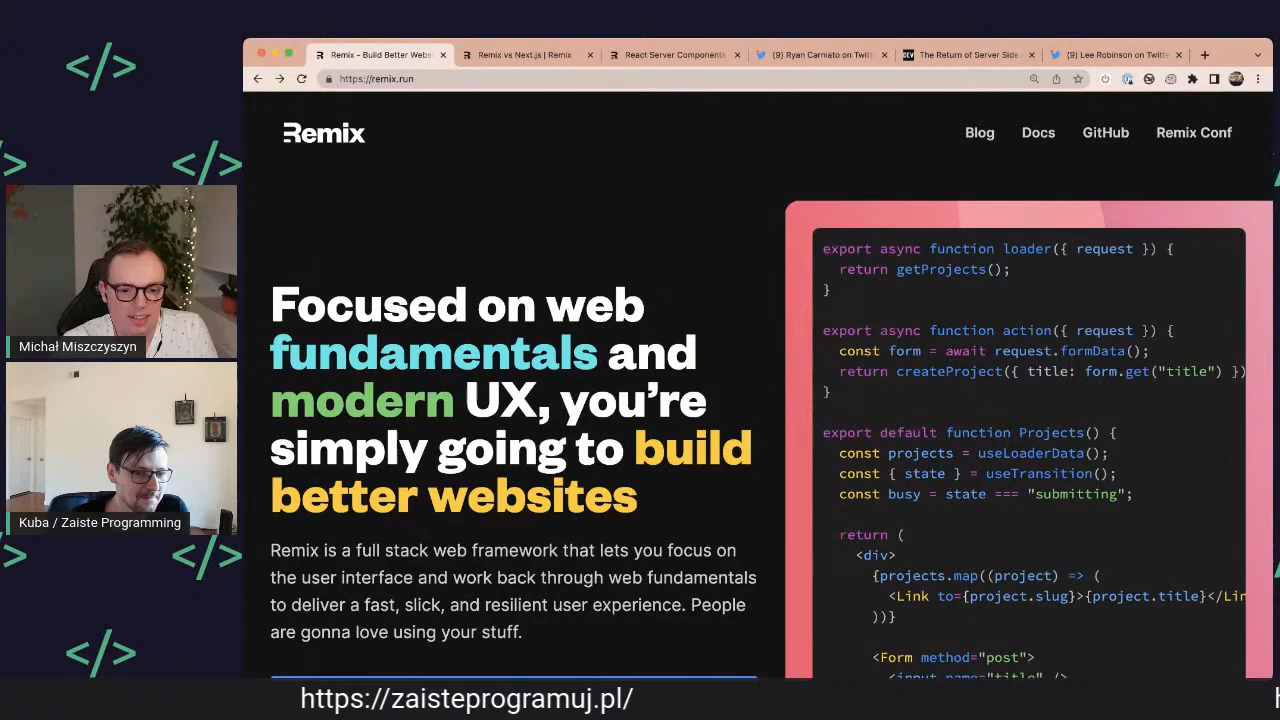 Remix - Build Better Webs
Remix vs Next.js | Remix
React Server Components
(9) Ryan Carniato on Twitt
DEV
The Return of Server Side
(9) Lee Robinson on Twitte
https://remix.run
Remix
Blog
Docs
GitHub
Remix Conf
Focused on web
fundamentals and
modern UX, you’re
simply going to build
better websites
Remix is a full stack web framework that lets you focus on
the user interface and work back through web fundamentals
to deliver a fast, slick, and resilient user experience. People
are gonna love using your stuff.
export async function loader({ request }) {
return getProjects();
}
export async function action({ request }) {
const form = await request.formData();
return createProject({ title: form.get("title") })
}
export default function Projects() {
const projects = useLoaderData();
const { state } = useTransition();
const busy = state === "submitting";
return (
<div>
{projects.map((project) => (
<Link to={project.slug}>{project.title}</Lin
))}
<Form method="post">
<input name="title" />
Michał Miszczyszyn
Kuba / Zaiste Programming
https://zaisteprogramuj.pl/